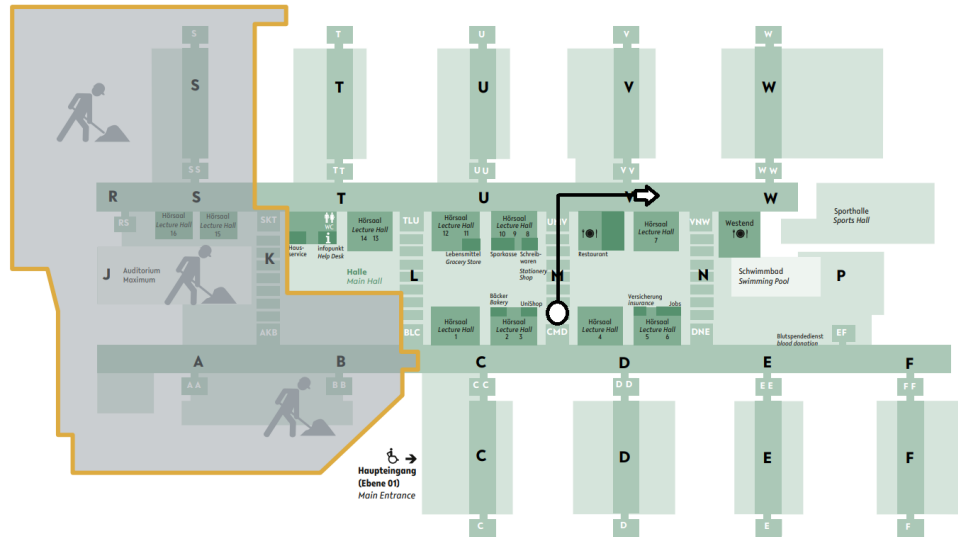 S
T
U
V
W
S
T
U
V
W
SS
TT
UU
VV
WW
R
S
T
U
V
W
RS
Hörsaal
Lecture Hall
16
Hörsaal
Lecture Hall
15
SKT
WC
Haus-
service
infopunkt
Help Desk
Hörsaal
Lecture Hall
14 13
TLU
Hörsaal
Lecture Hall
12 11
Lebensmittel
Grocery Store
Hörsaal
Lecture Hall
10 9 8
Sparkasse
Schreib-
waren
Stationery
Shop
Restaurant
Hörsaal
Lecture Hall
7
VNW
Westend
Sporthalle
Sports Hall
J
Auditorium
Maximum
K
Halle
Main Hall
L
M
N
Schwimmbad
Swimming Pool
P
AKB
BLC
Hörsaal
Lecture Hall
1
Bäcker
Bakery
UniShop
Hörsaal
Lecture Hall
2 3
CMD
Hörsaal
Lecture Hall
4
Versicherung
insurance
Jobs
Hörsaal
Lecture Hall
5 6
DNE
Blutspendedienst
blood donation
EF
A
B
C
D
E
F
AA
BB
CC
DD
EE
FF
C
D
E
F
Haupteingang
(Ebene 01)
Main Entrance
C
D
E
F